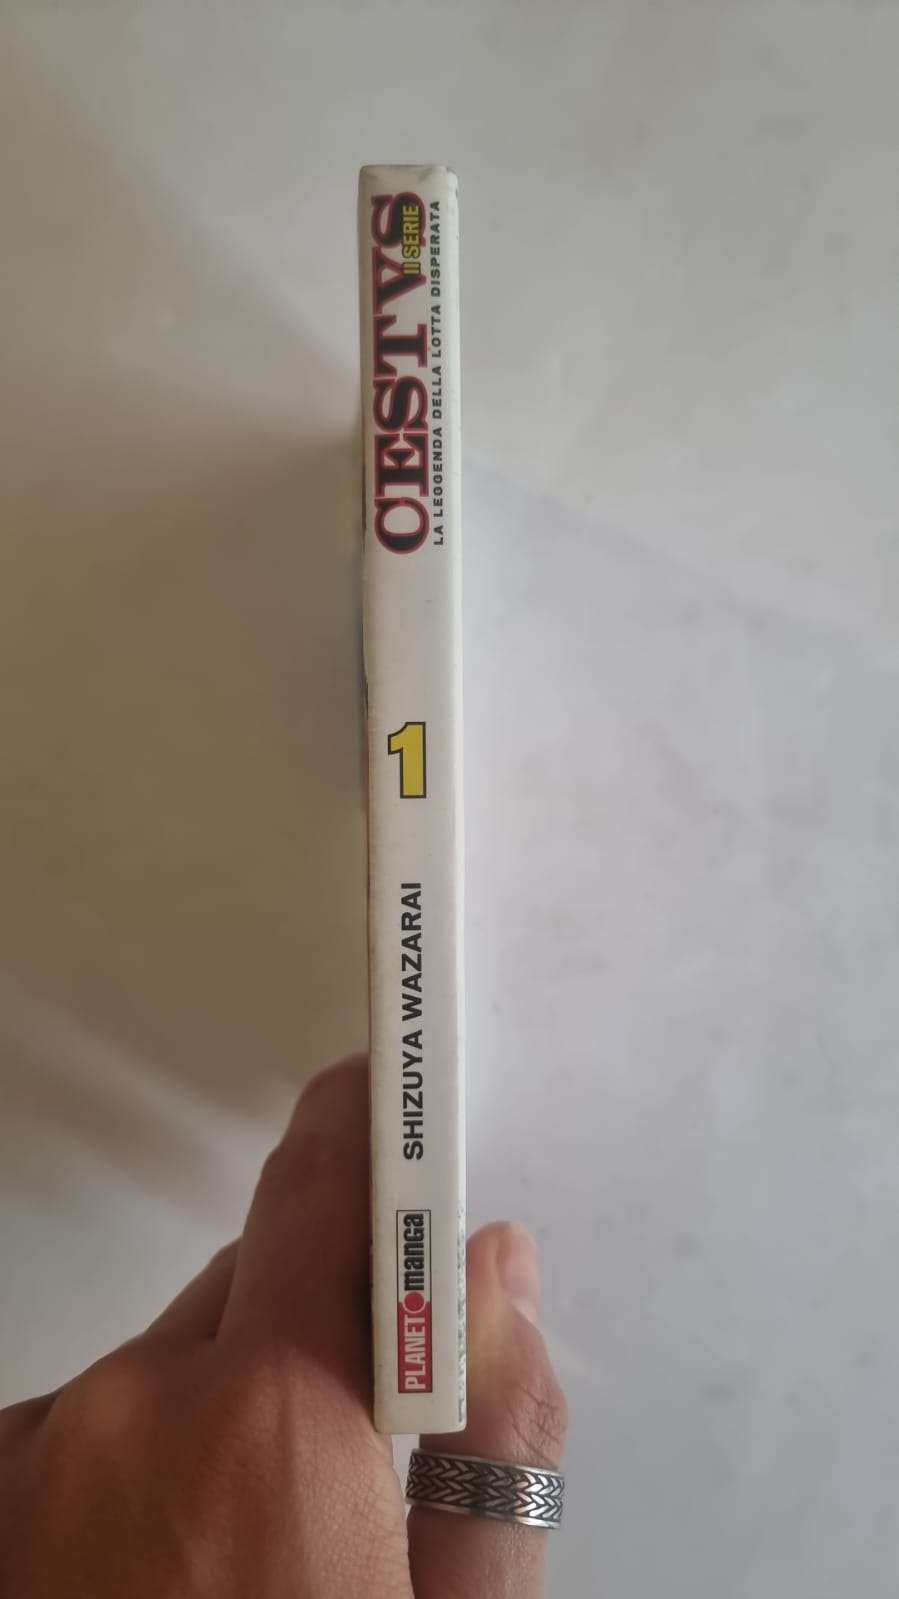 CESTVS
II SERIE
LA LEGGENDA DELLA LOTTA DISPERATA
1
SHIZUYA WAZARAI
PLANET manga